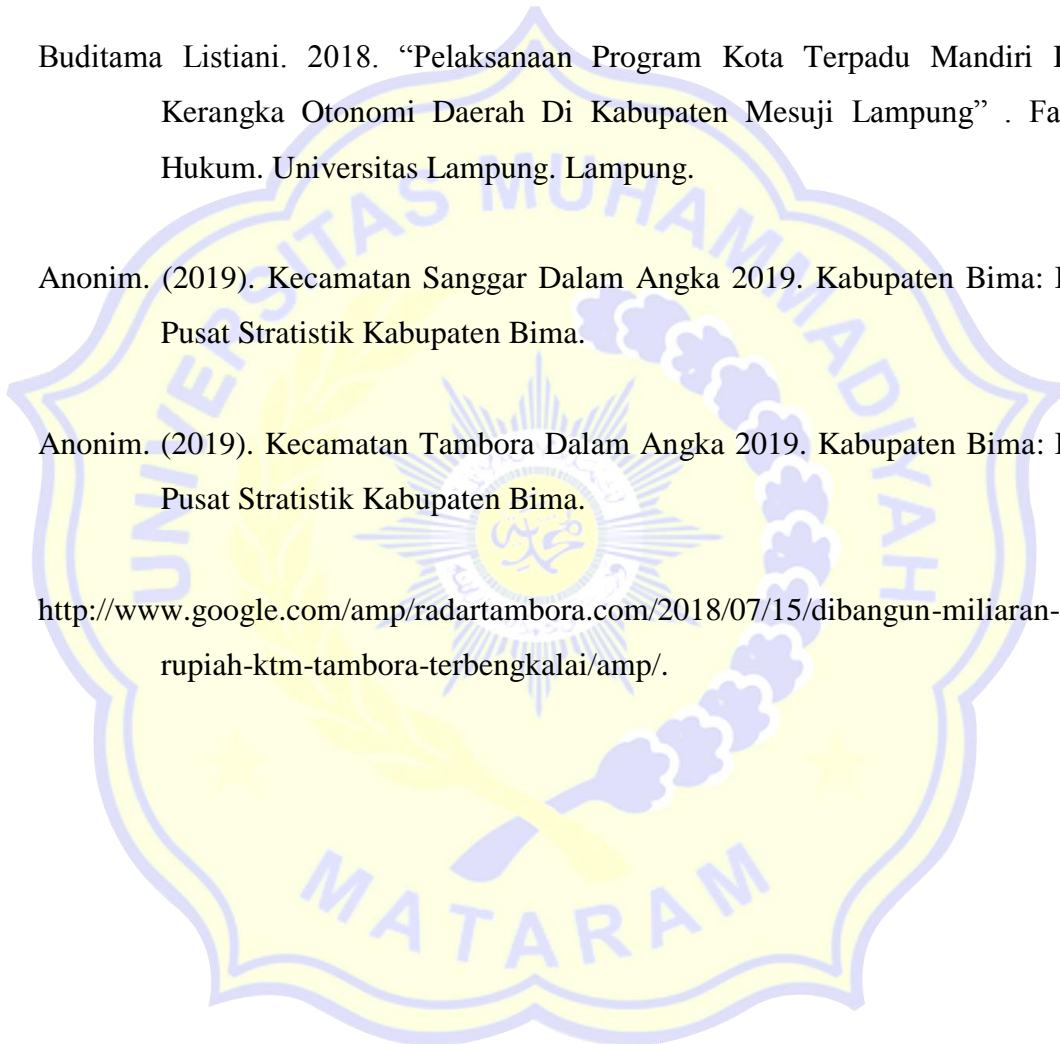 Buditama Listiani. 2018. “Pelaksanaan Program Kota Terpadu Mandiri
Kerangka Otonomi Daerah Di Kabupaten Mesuji Lampung” .
Hukum. Universitas Lampung. Lampung.
Anonim. (2019). Kecamatan Sanggar Dalam Angka 2019. Kabupaten Bima:
Pusat Stratistik Kabupaten Bima.
Anonim. (2019). Kecamatan Tambora Dalam Angka 2019. Kabupaten Bima:
Pusat Stratistik Kabupaten Bima.
http://www.google.com/amp/radartambora.com/2018/07/15/dibangun-miliaran-
rupiah-ktm-tambora-terbengkalai/amp/.
UNIVERSITAS MUHAMMADIYAH
MATARAM